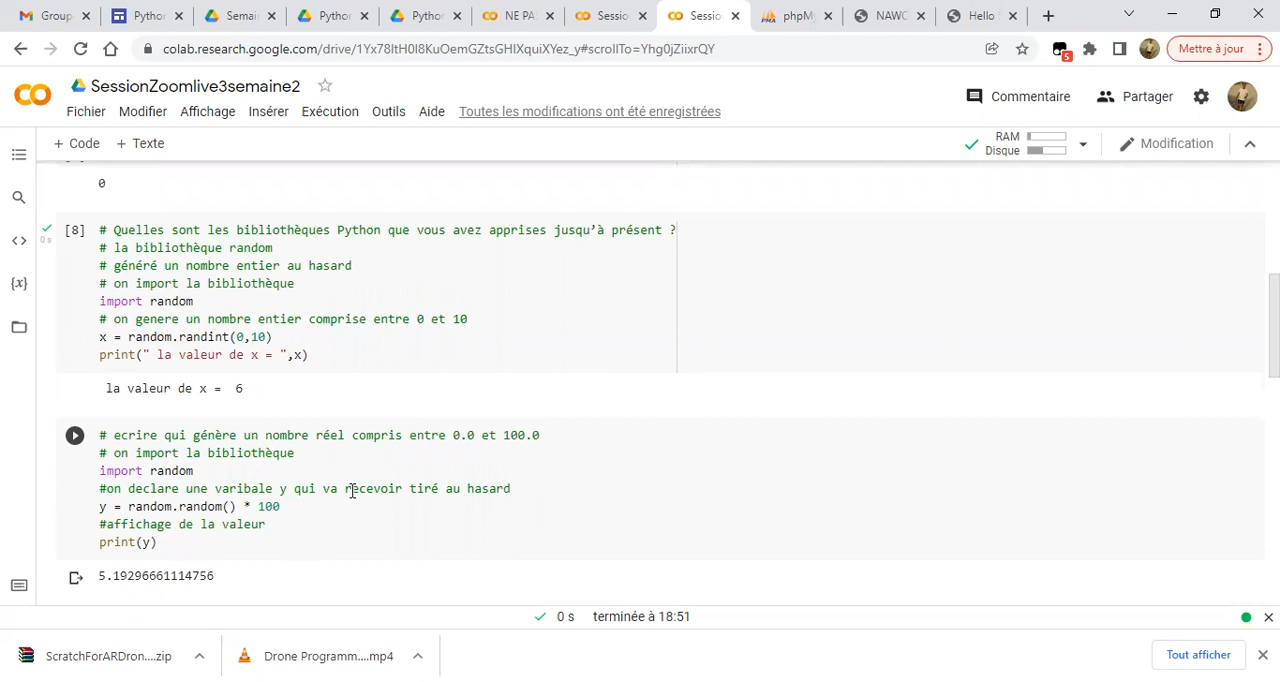 Group
Python
Semai
Python
Python
NE PAS
Sessio
Sessio
phpMy
NAWC
Hello
colab.research.google.com/drive/1Yx78ltH0I8KuOemGZtsGHIXquiXYez_y#scrollTo=Yhg0jZiixrQY
5
Mettre à jour
SessionZoomlive3semaine2
Commentaire
Partager
Fichier Modifier Affichage Insérer Exécution Outils Aide Toutes les modifications ont été enregistrées
+ Code + Texte
RAM
Disque
Modification
0
[8]
0 s
# Quelles sont les bibliothèques Python que vous avez apprises jusqu’à présent ?
# la bibliothèque random
# généré un nombre entier au hasard
# on import la bibliothèque
import random
# on genere un nombre entier comprise entre 0 et 10
x = random.randint(0,10)
print(" la valeur de x = ",x)
la valeur de x = 6
# ecrire qui génère un nombre réel compris entre 0.0 et 100.0
# on import la bibliothèque
import random
#on declare une varibale y qui va recevoir tiré au hasard
y = random.random() * 100
#affichage de la valeur
print(y)
5.19296661114756
0 s terminée à 18:51
ScratchForARDron....zip
Drone Programm....mp4
Tout afficher